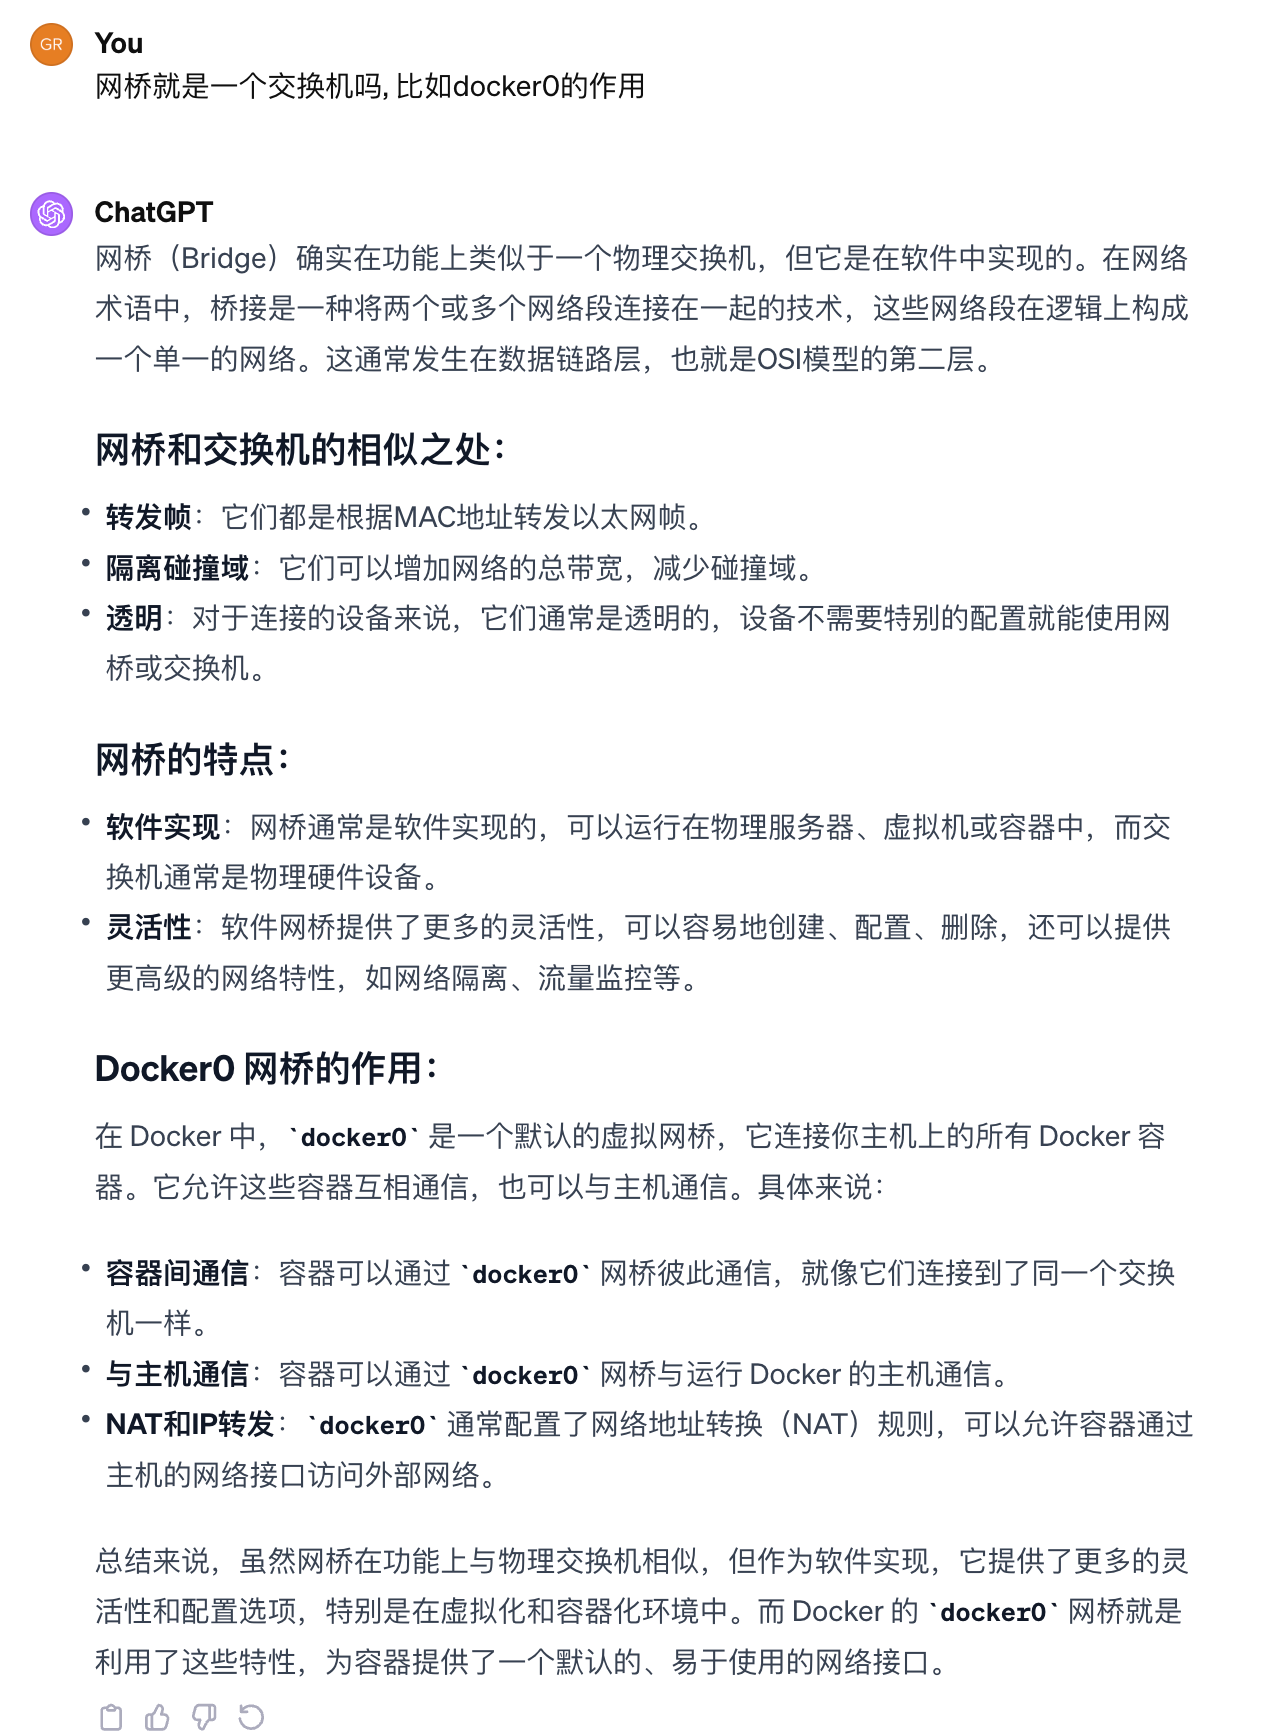 GR
You
网桥就是一个交换机吗, 比如docker0的作用
ChatGPT
网桥（Bridge）确实在功能上类似于一个物理交换机，但它是在软件中实现的。在网络
术语中，桥接是一种将两个或多个网络段连接在一起的技术，这些网络段在逻辑上构成
一个单一的网络。这通常发生在数据链路层，也就是OSI模型的第二层。
网桥和交换机的相似之处：
• 转发帧：它们都是根据MAC地址转发以太网帧。
• 隔离碰撞域：它们可以增加网络的总带宽，减少碰撞域。
• 透明：对于连接的设备来说，它们通常是透明的，设备不需要特别的配置就能使用网
桥或交换机。
网桥的特点：
• 软件实现：网桥通常是软件实现的，可以运行在物理服务器、虚拟机或容器中，而交
换机通常是物理硬件设备。
• 灵活性：软件网桥提供了更多的灵活性，可以容易地创建、配置、删除，还可以提供
更高级的网络特性，如网络隔离、流量监控等。
Docker0 网桥的作用：
在 Docker 中，`docker0` 是一个默认的虚拟网桥，它连接你主机上的所有 Docker 容
器。它允许这些容器互相通信，也可以与主机通信。具体来说：
• 容器间通信：容器可以通过 `docker0` 网桥彼此通信，就像它们连接到了同一个交换
机一样。
• 与主机通信：容器可以通过 `docker0` 网桥与运行 Docker 的主机通信。
• NAT和IP转发：`docker0` 通常配置了网络地址转换（NAT）规则，可以允许容器通过
主机的网络接口访问外部网络。
总结来说，虽然网桥在功能上与物理交换机相似，但作为软件实现，它提供了更多的灵
活性和配置选项，特别是在虚拟化和容器化环境中。而 Docker 的 `docker0` 网桥就是
利用了这些特性，为容器提供了一个默认的、易于使用的网络接口。